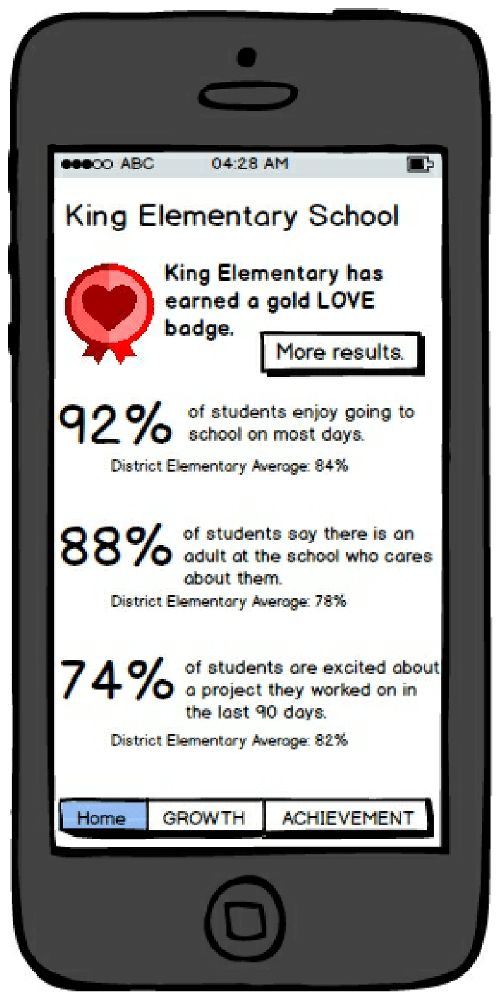 ABC 04:28 AM
King Elementary School
King Elementary has
earned a gold LOVE
badge.
More results.
92% of students enjoy going to
school on most days.
District Elementary Average: 84%
88% of students say there is an
adult at the school who cares
about them.
District Elementary Average: 78%
74% of students are excited about
a project they worked on in
the last 90 days.
District Elementary Average: 82%
Home GROWTH ACHIEVEMENT